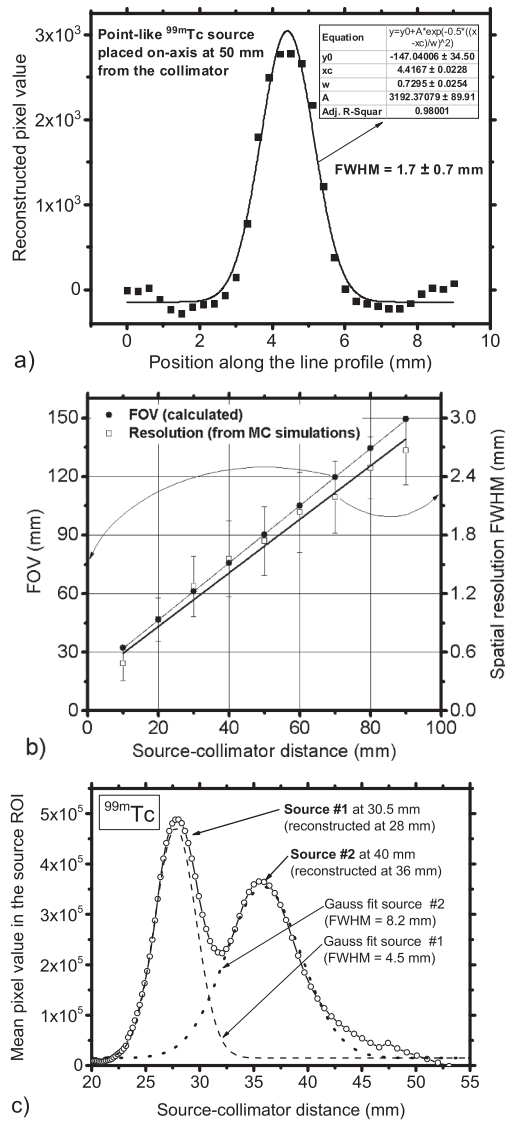 Point-like 99mTc source
placed on-axis at 50 mm
from the collimator
Equation y=y0+A*exp(-0.5*((x
-xc)/w)^2)
y0 -147.04006 ± 34.50
xc 4.4167 ± 0.0228
w 0.7295 ± 0.0254
A 3192.37079 ± 89.91
Adj. R-Squar 0.98001
FWHM = 1.7 ± 0.7 mm
Reconstructed pixel value
3x10³
2x10³
1x10³
0
0 2 4 6 8 10
Position along the line profile (mm)
a)
FOV (calculated)
Resolution (from MC simulations)
FOV (mm)
150
120
90
60
30
0
3.0
2.4
1.8
1.2
0.6
0.0
Spatial resolution FWHM (mm)
0 20 40 60 80 100
Source-collimator distance (mm)
b)
99mTc
Source #1 at 30.5 mm
(reconstructed at 28 mm)
Source #2 at 40 mm
(reconstructed at 36 mm)
Gauss fit source #2
(FWHM = 8.2 mm)
Gauss fit source #1
(FWHM = 4.5 mm)
Mean pixel value in the source ROI
5x10⁵
4x10⁵
3x10⁵
2x10⁵
1x10⁵
0
20 25 30 35 40 45 50 55
Source-collimator distance (mm)
c)